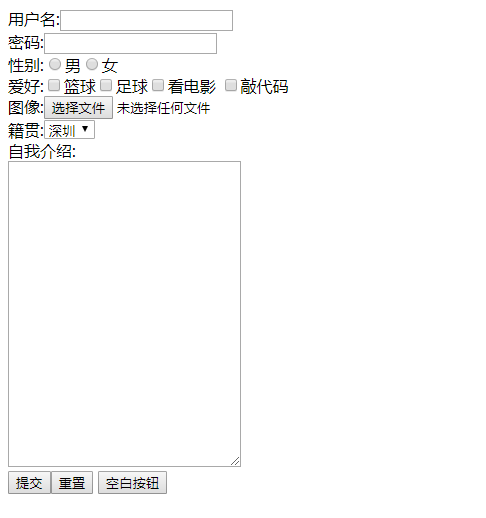 用户名:
密码:
性别: 男 女
爱好: 篮球 足球 看电影 敲代码
图像: 选择文件 未选择任何文件
籍贯: 深圳
自我介绍:
提交 重置 空白按钮